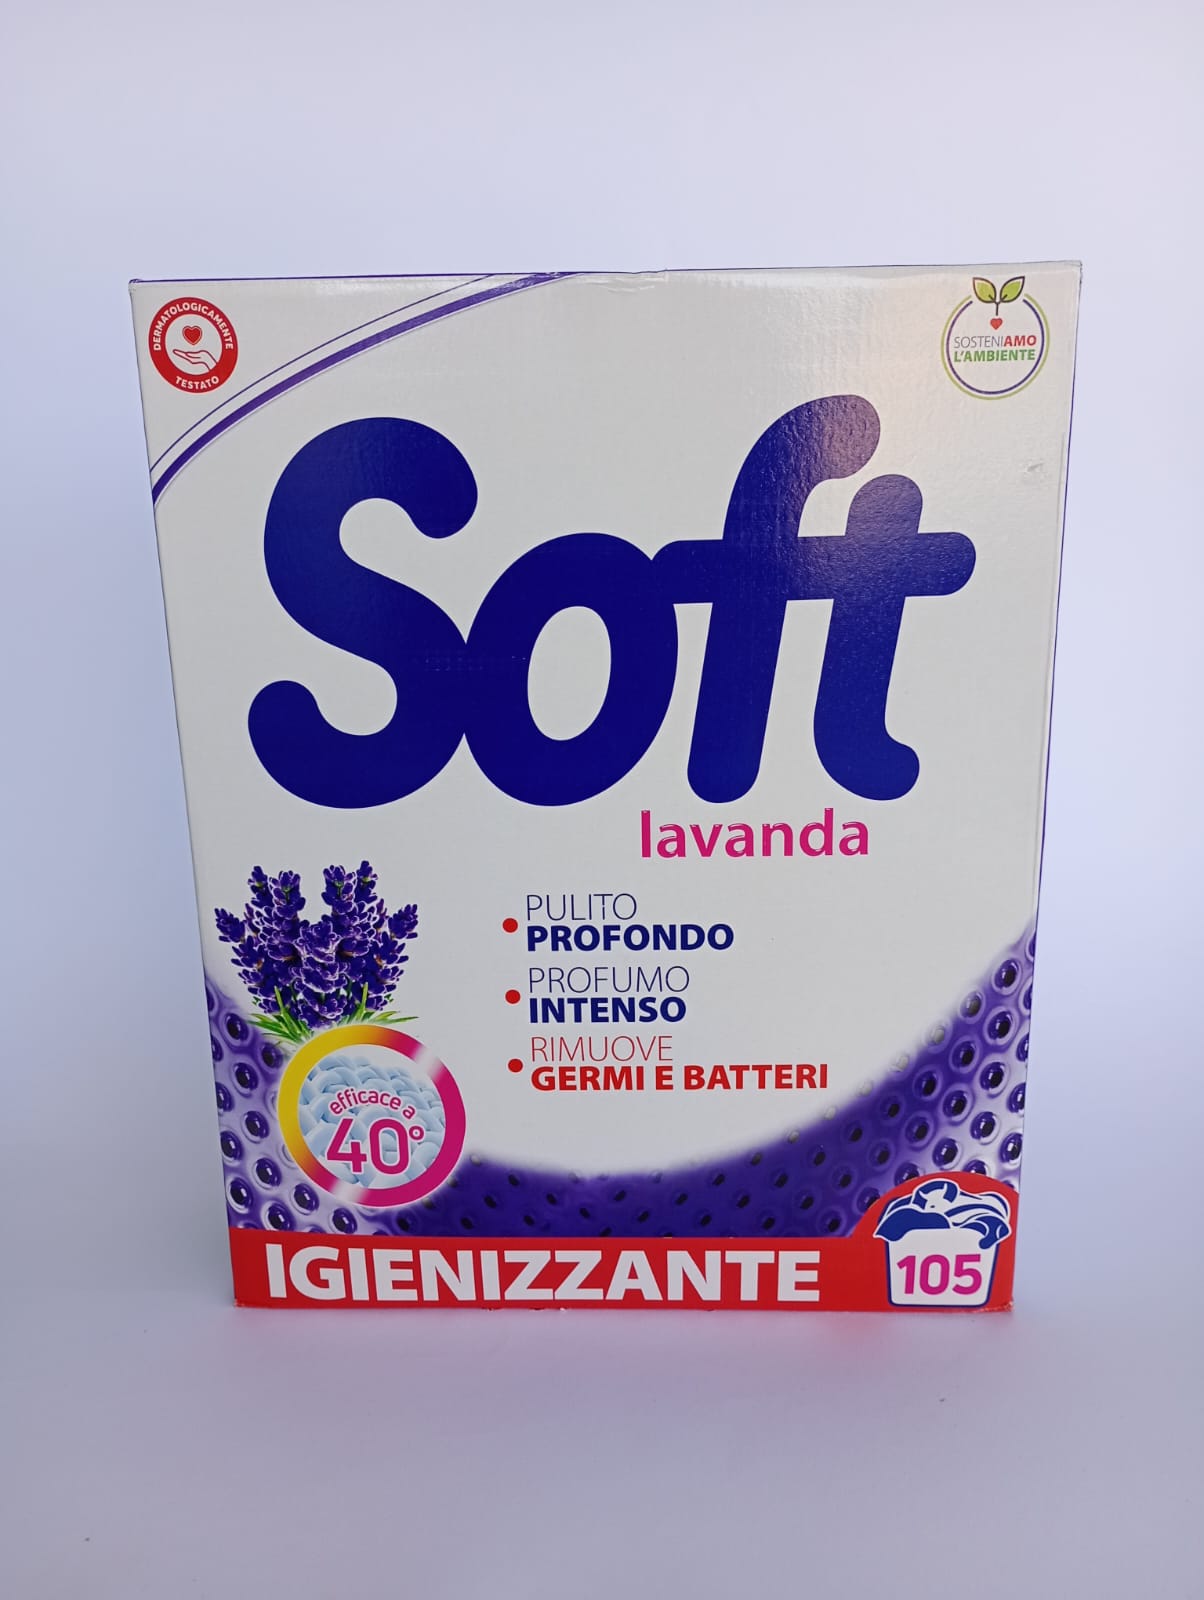 DERMATOLOGICAMENTE
TESTATO
SOSTENIAMO
L'AMBIENTE
Soft
lavanda
PULITO
PROFONDO
PROFUMO
INTENSO
RIMUOVE
GERMI E BATTERI
efficace a
40°
IGIENIZZANTE
105